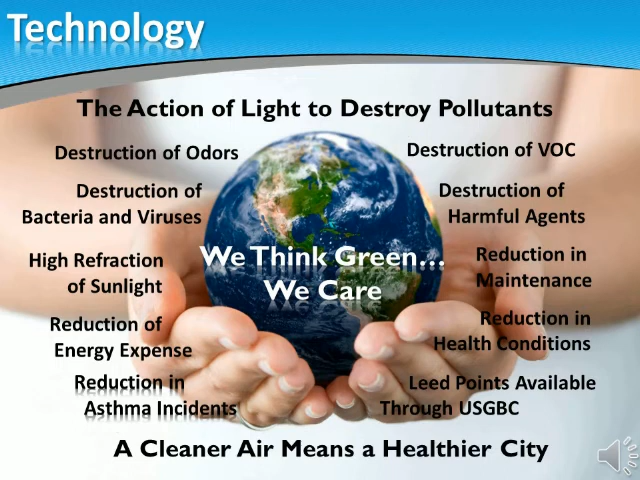 Technology
The Action of Light to Destroy Pollutants
Destruction of Odors
Destruction of VOC
Destruction of
Bacteria and Viruses
Destruction of
Harmful Agents
We Think Green...
We Care
High Refraction
of Sunlight
Reduction in
Maintenance
Reduction of
Energy Expense
Reduction in
Health Conditions
Reduction in
Asthma Incidents
Leed Points Available
Through USGBC
A Cleaner Air Means a Healthier City